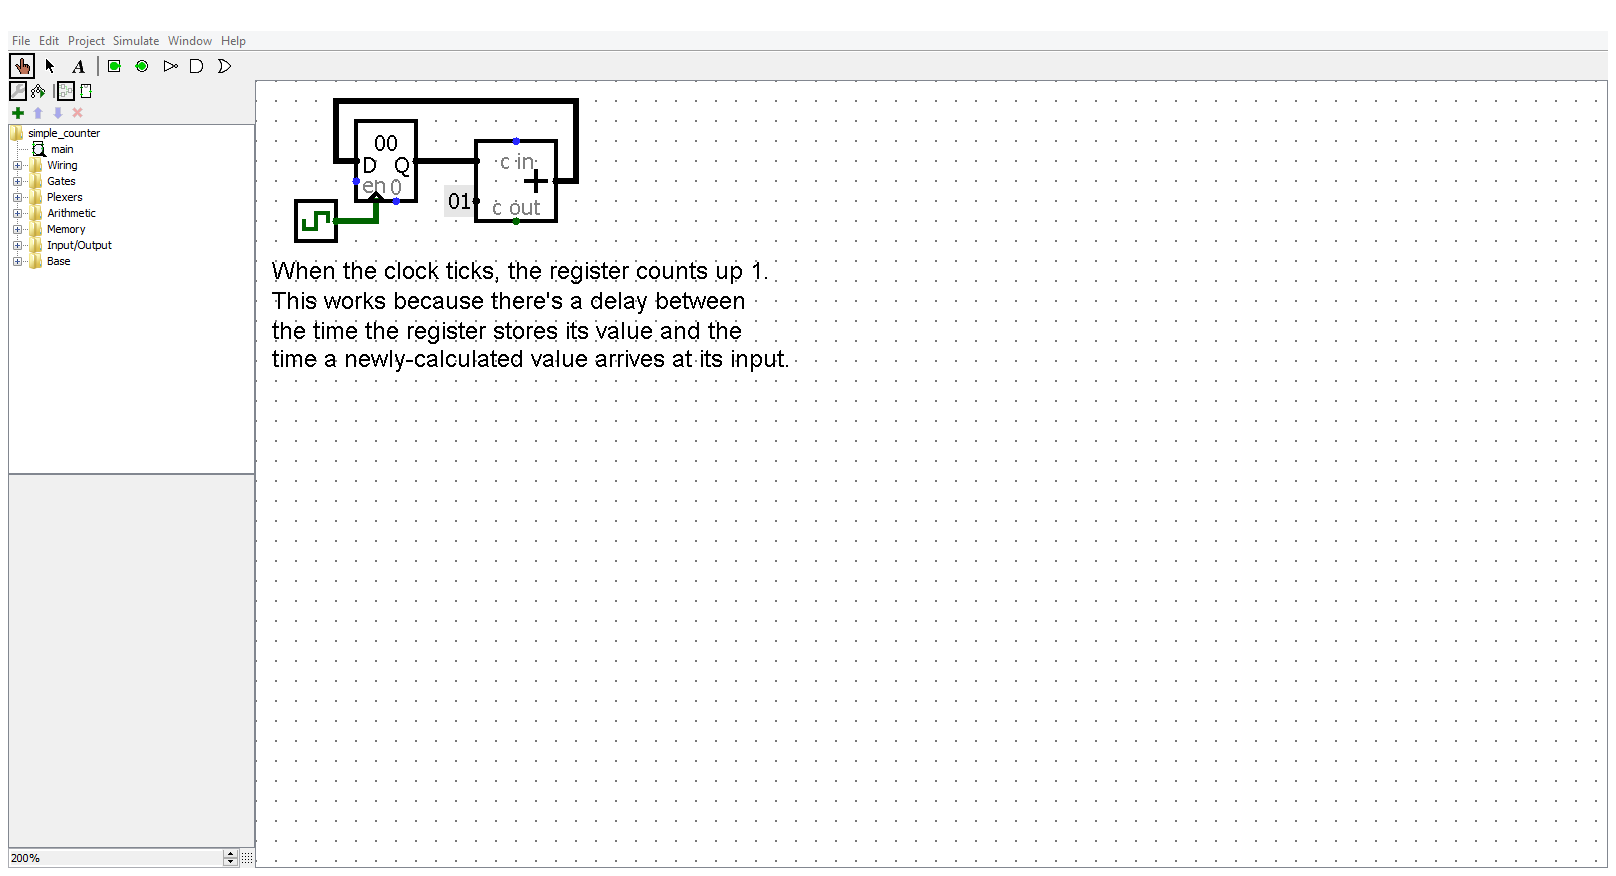 File Edit Project Simulate Window Help
A
simple_counter
main
Wiring
Gates
Plexers
Arithmetic
Memory
Input/Output
Base
200%
00
D Q
en 0
c in
+
01
c out
When the clock ticks, the register counts up 1.
This works because there's a delay between
the time the register stores its value and the
time a newly-calculated value arrives at its input.